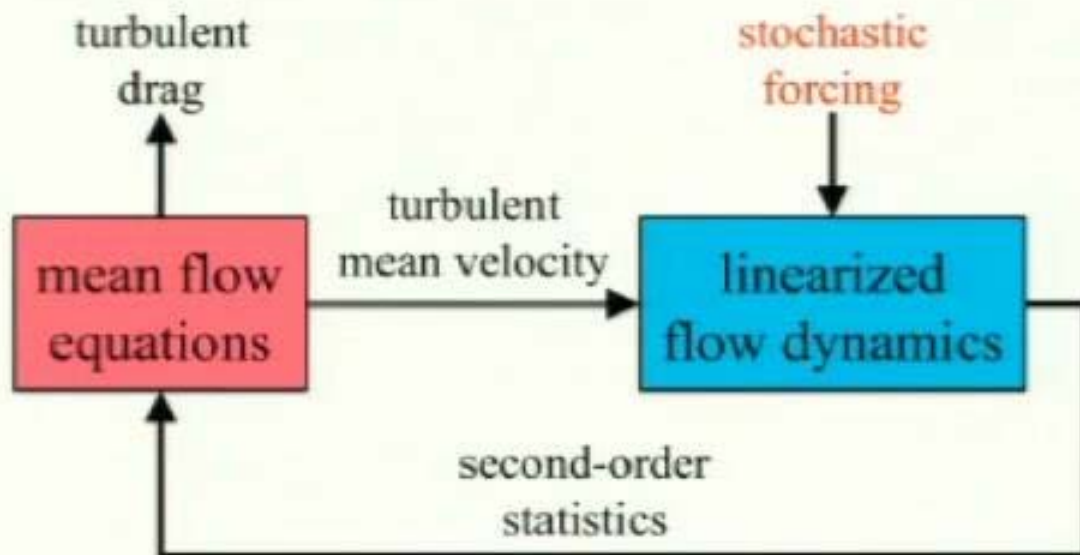 turbulent
drag
stochastic
forcing
turbulent
mean velocity
mean flow
equations
linearized
flow dynamics
second-order
statistics